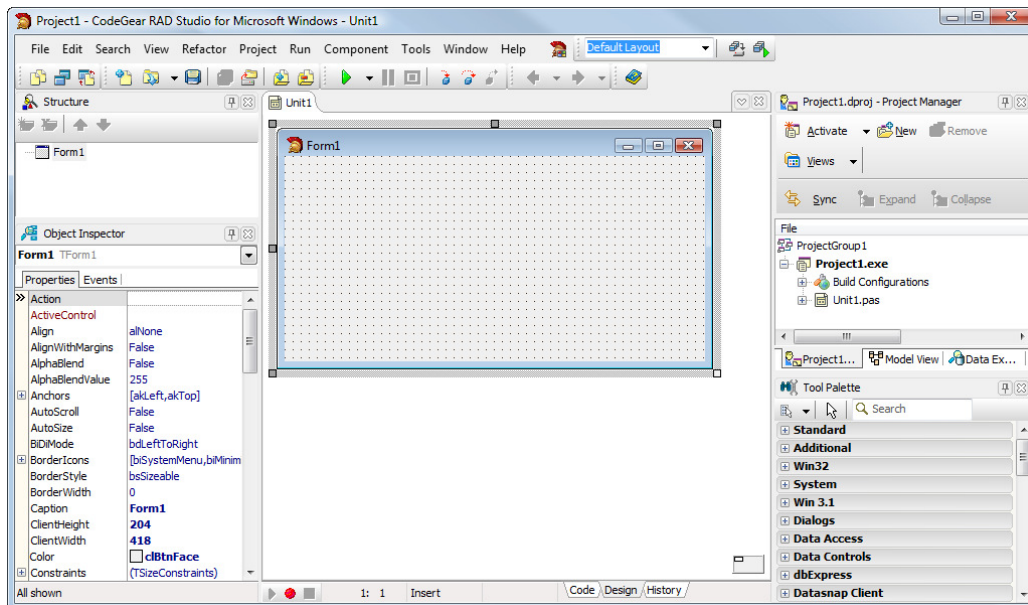 Project1 - CodeGear RAD Studio for Microsoft Windows - Unit1
File Edit Search View Refactor Project Run Component Tools Window Help Default Layout
Structure
Form1
Object Inspector
Form1 TForm1
Properties Events
Action
ActiveControl
Align alNone
AlignWithMargins False
AlphaBlend False
AlphaBlendValue 255
Anchors [akLeft,akTop]
AutoScroll False
AutoSize False
BiDiMode bdLeftToRight
BorderIcons [biSystemMenu,biMinim
BorderStyle bsSizeable
BorderWidth 0
Caption Form1
ClientHeight 204
ClientWidth 418
Color clBtnFace
Constraints (TSizeConstraints)
All shown
Unit1
Form1
1: 1 Insert
Code Design History
Project1.dproj - Project Manager
Activate New Remove
Views
Sync Expand Collapse
File
ProjectGroup1
Project1.exe
Build Configurations
Unit1.pas
Project1... Model View Data Ex...
Tool Palette
Search
Standard
Additional
Win32
System
Win 3.1
Dialogs
Data Access
Data Controls
dbExpress
Datasnap Client